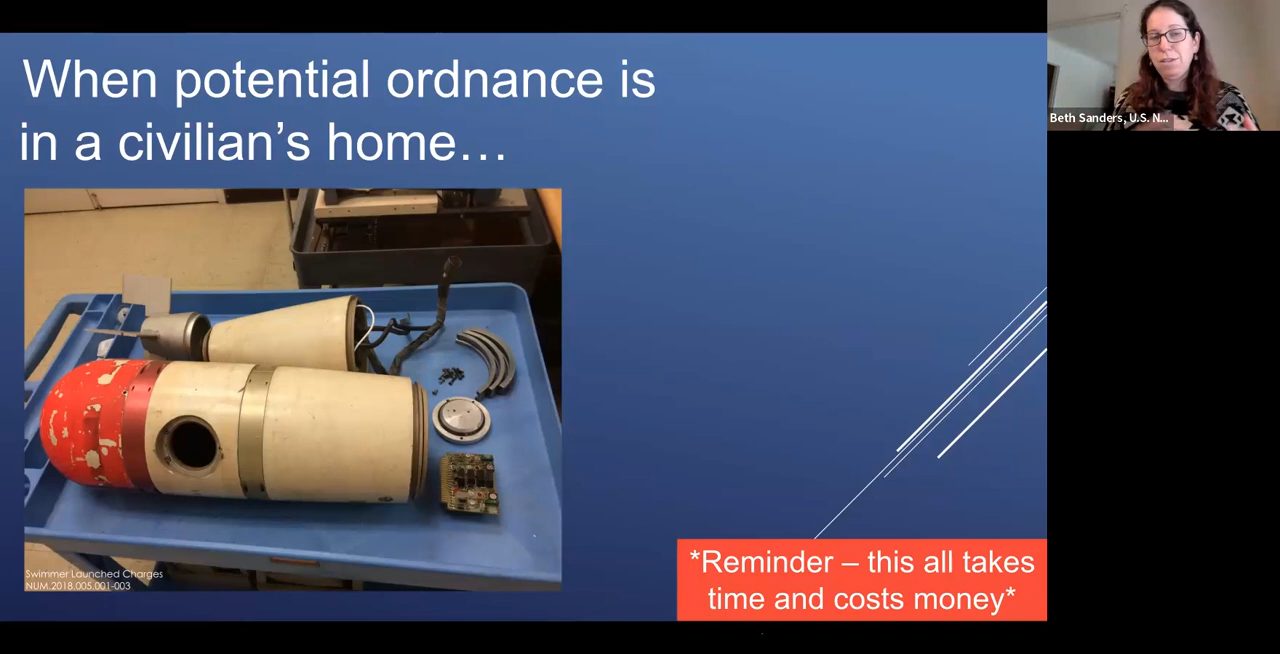 When potential ordnance is
in a civilian’s home…
Swimmer Launched Charges
NUM.2018.005.001-003
*Reminder – this all takes
time and costs money*
Beth Sanders, U.S. N...